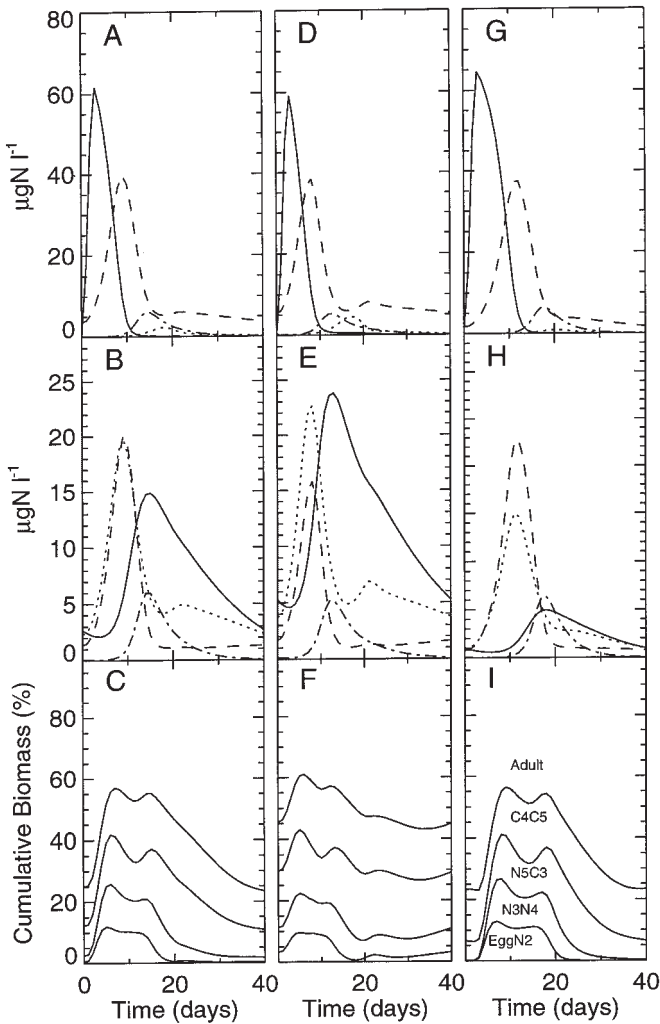 A D G
80
60
40
20
0
µgN l-1
B E H
25
20
15
10
5
0
µgN l-1
C F I
80
60
40
20
0
Cumulative Biomass (%)
Adult
C4C5
N5C3
N3N4
EggN2
0 20 40 20 40 20 40
Time (days) Time (days) Time (days)